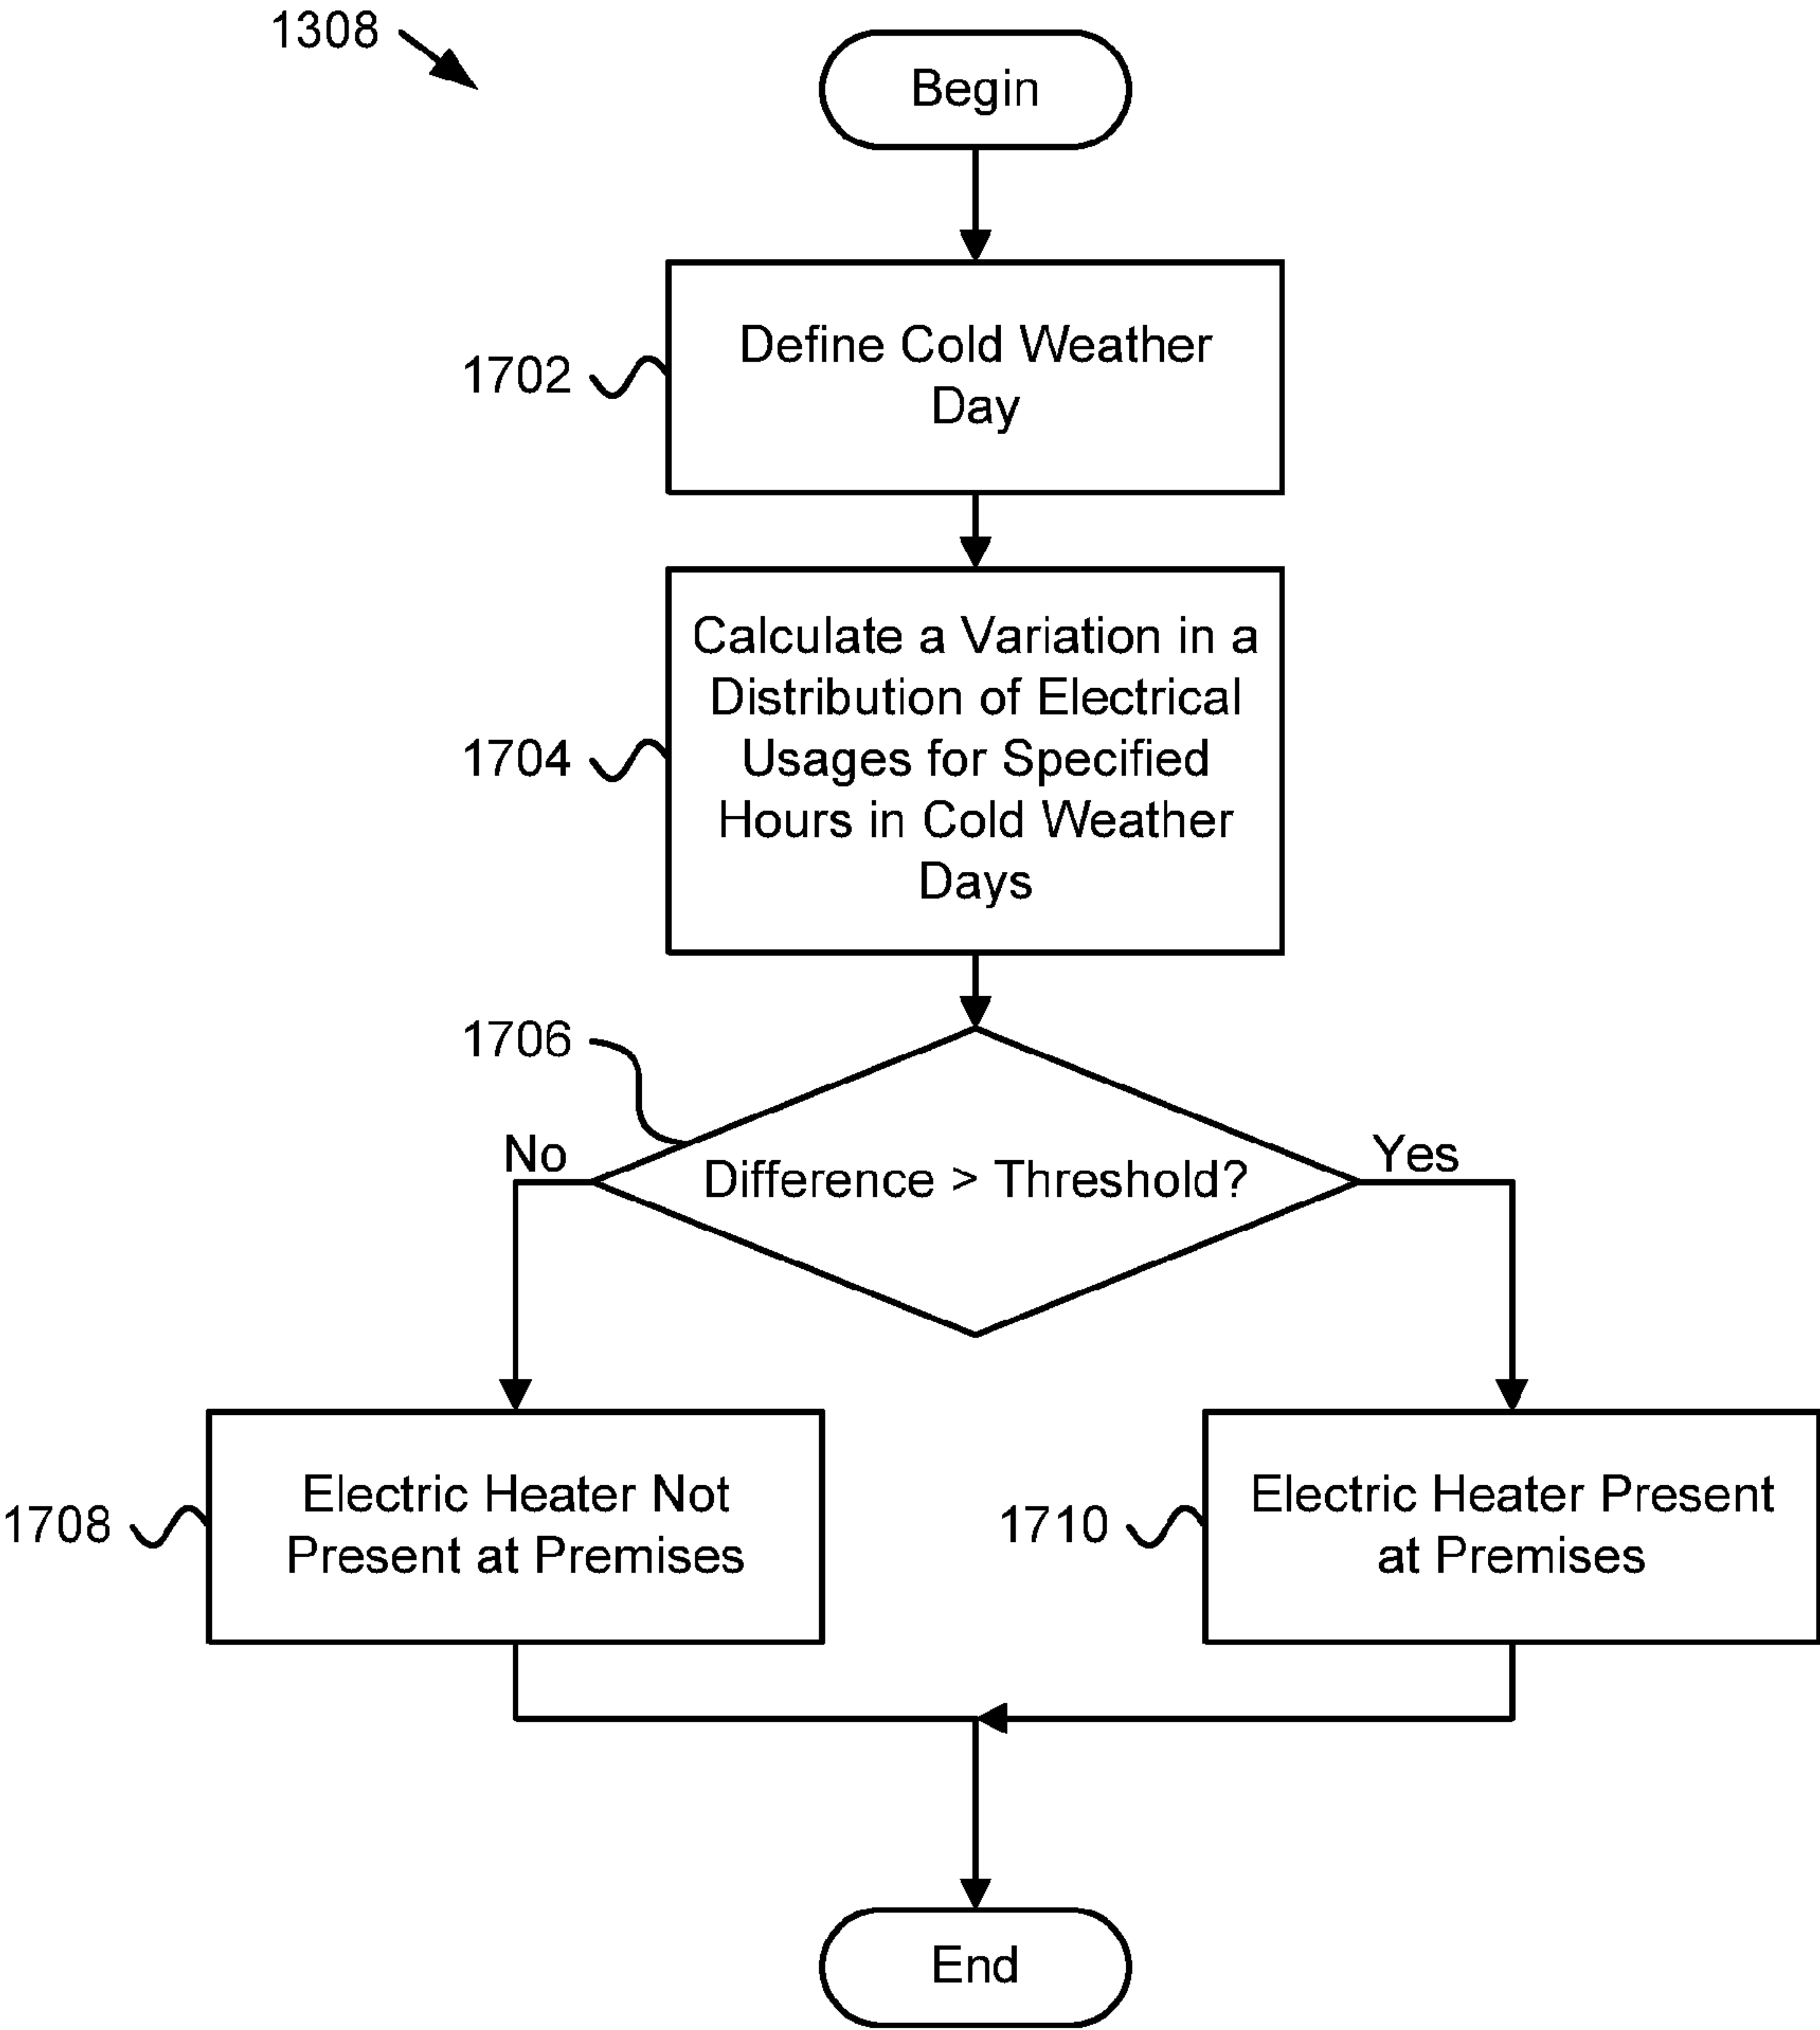 1308
Begin
1702
Define Cold Weather
Day
1704
Calculate a Variation in a
Distribution of Electrical
Usages for Specified
Hours in Cold Weather
Days
1706
No
Difference > Threshold?
Yes
1708
Electric Heater Not
Present at Premises
1710
Electric Heater Present
at Premises
End